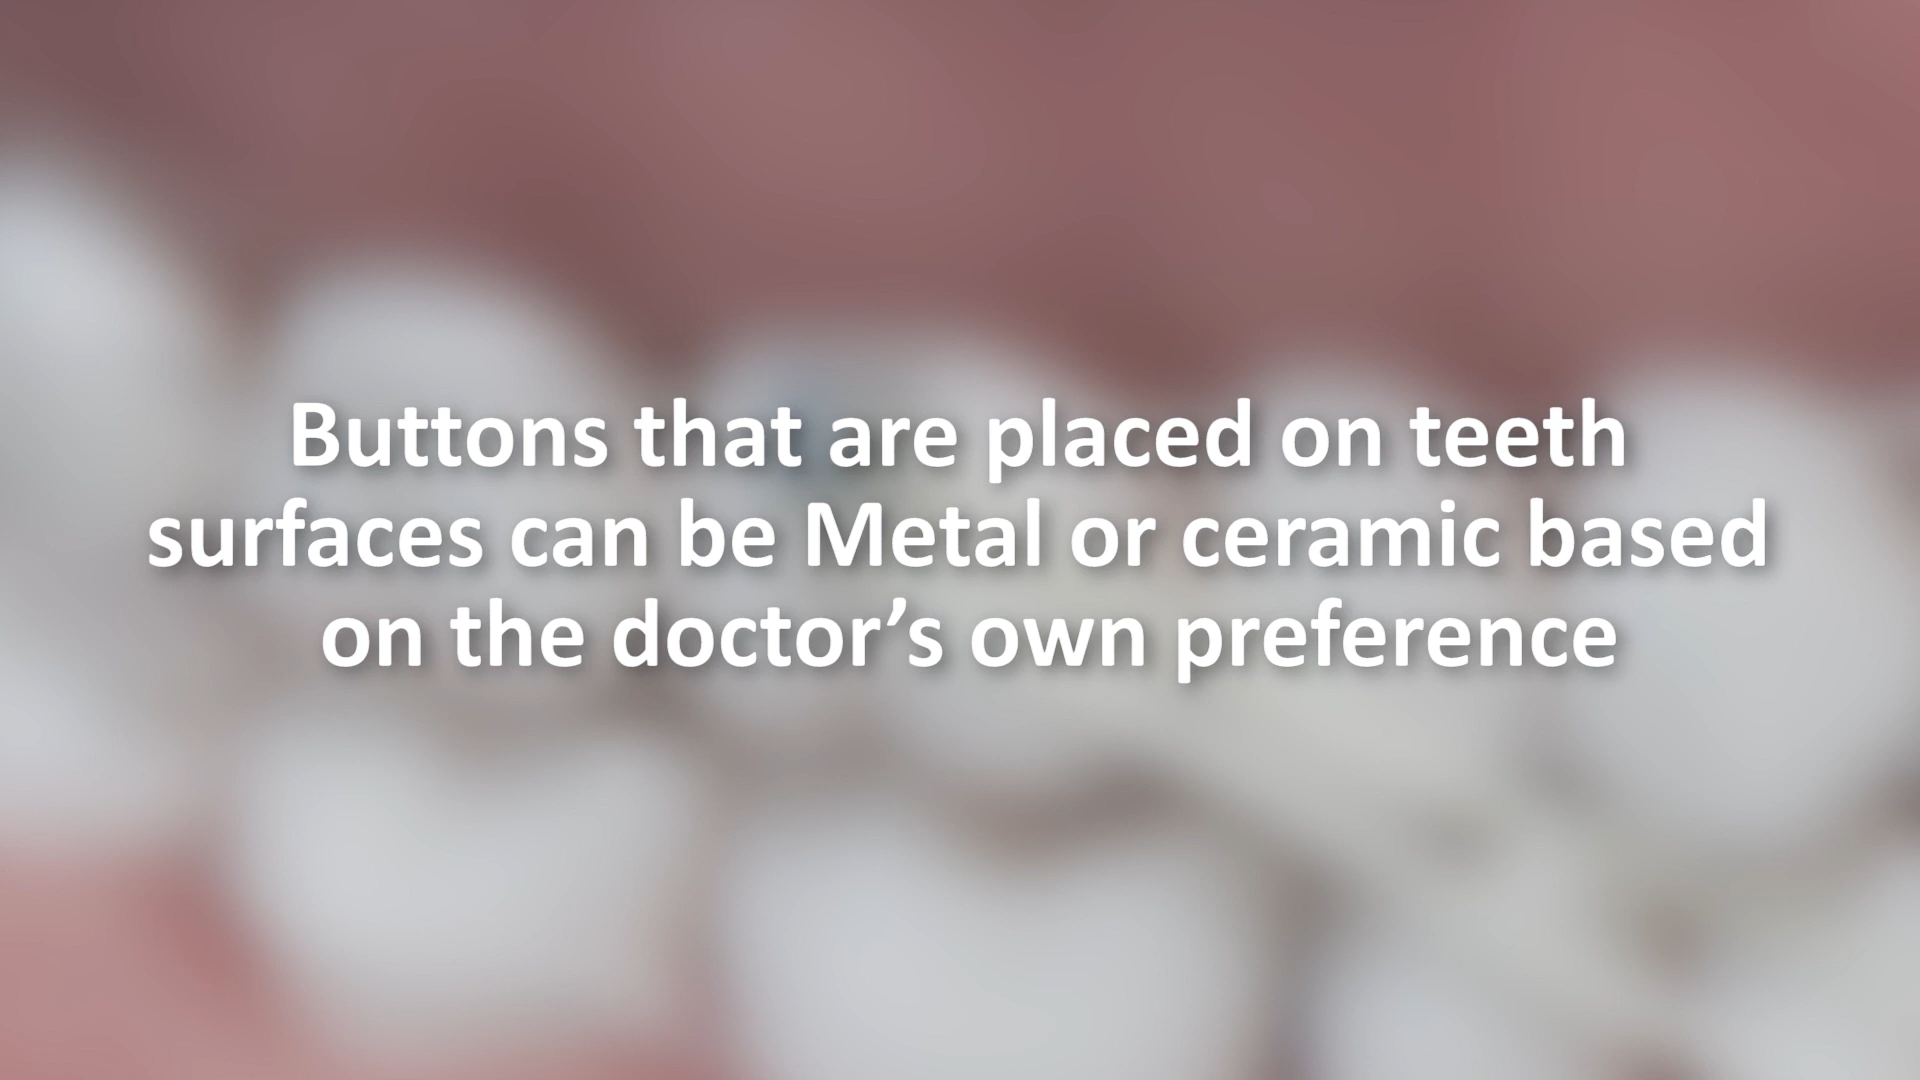 Buttons that are placed on teeth
surfaces can be Metal or ceramic based
on the doctor’s own preference